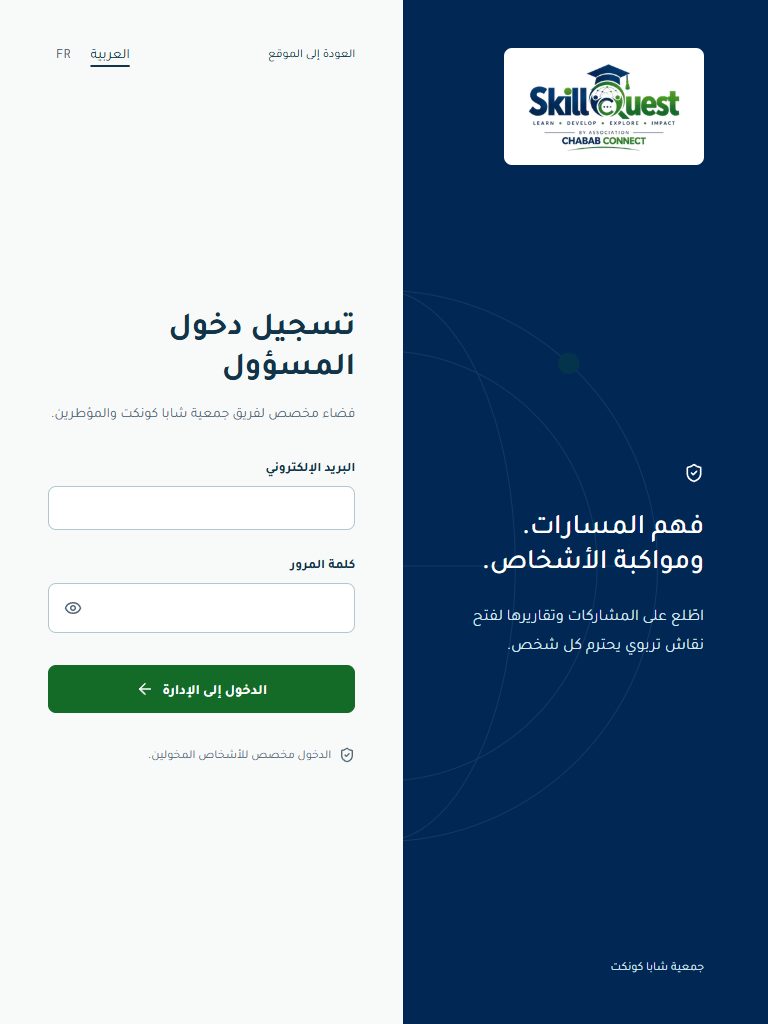 SkillQuest
LEARN • DEVELOP • EXPLORE • IMPACT
BY ASSOCIATION
CHABAB CONNECT
فهم المسارات.
ومواكبة الأشخاص.
اطّلع على المشاركات وتقاريرها لفتح
نقاش تربوي يحترم كل شخص.
جمعية شابا كونكت
العودة إلى الموقع
العربية
FR
تسجيل دخول
المسؤول
فضاء مخصص لفريق جمعية شابا كونكت والمؤطرين.
البريد الإلكتروني
كلمة المرور
الدخول إلى الإدارة
الدخول مخصص للأشخاص المخولين.